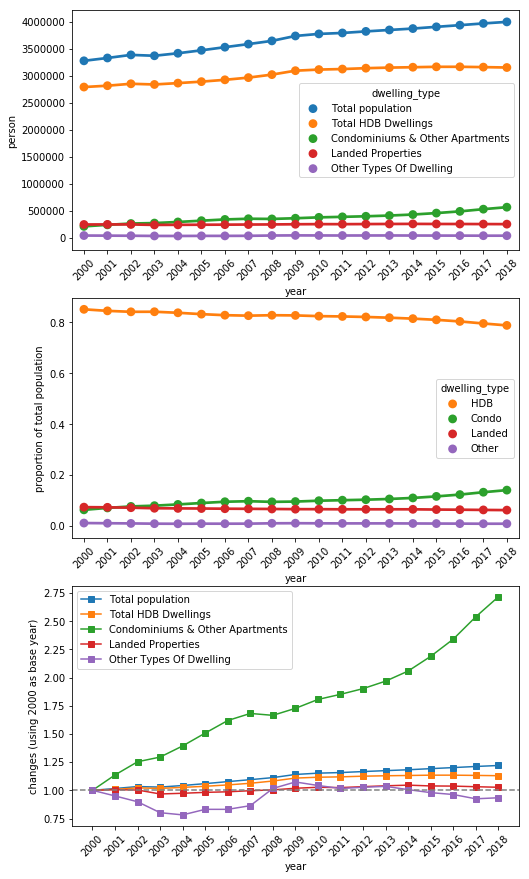 4000000
3500000
3000000
2500000
2000000
1500000
1000000
500000
0
person
dwelling_type
Total population
Total HDB Dwellings
Condominiums & Other Apartments
Landed Properties
Other Types Of Dwelling
2000 2001 2002 2003 2004 2005 2006 2007 2008 2009 2010 2011 2012 2013 2014 2015 2016 2017 2018
year
0.8
0.6
0.4
0.2
0.0
proportion of total population
dwelling_type
HDB
Condo
Landed
Other
2000 2001 2002 2003 2004 2005 2006 2007 2008 2009 2010 2011 2012 2013 2014 2015 2016 2017 2018
year
2.75
2.50
2.25
2.00
1.75
1.50
1.25
1.00
0.75
changes (using 2000 as base year)
Total population
Total HDB Dwellings
Condominiums & Other Apartments
Landed Properties
Other Types Of Dwelling
2000 2001 2002 2003 2004 2005 2006 2007 2008 2009 2010 2011 2012 2013 2014 2015 2016 2017 2018
year